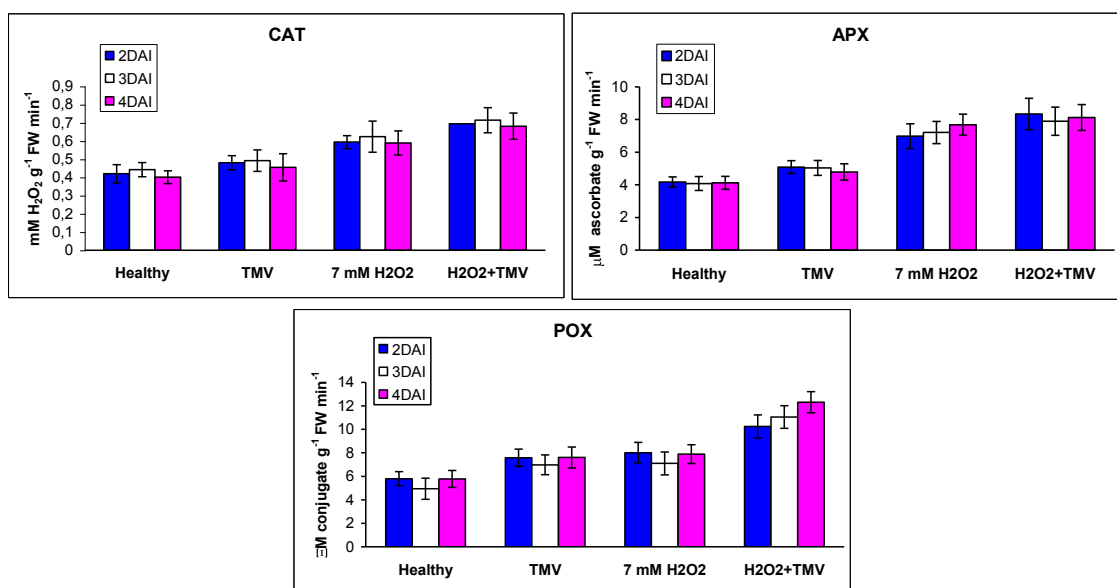 CAT
2DAI
3DAI
4DAI
mM H₂O₂ g⁻¹ FW min⁻¹
0,9
0,8
0,7
0,6
0,5
0,4
0,3
0,2
0,1
0
Healthy TMV 7 mM H2O2 H2O2+TMV
APX
2DAI
3DAI
4DAI
µM ascorbate g⁻¹ FW min⁻¹
10
8
6
4
2
0
Healthy TMV 7 mM H2O2 H2O2+TMV
POX
2DAI
3DAI
4DAI
ΞM conjugate g⁻¹ FW min⁻¹
14
12
10
8
6
4
2
0
Healthy TMV 7 mM H2O2 H2O2+TMV